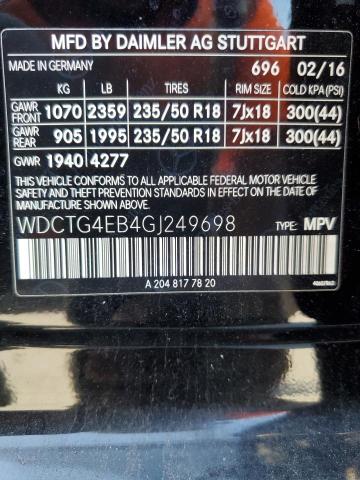 MFD BY DAIMLER AG STUTTGART
MADE IN GERMANY 696 02/16
KG LB TIRES RIM SIZE COLD KPA (PSI)
GAWR FRONT 1070 2359 235/50 R18 7Jx18 300(44)
GAWR REAR 905 1995 235/50 R18 7Jx18 300(44)
GVWR 1940 4277
THIS VEHICLE CONFORMS TO ALL APPLICABLE FEDERAL MOTOR VEHICLE
SAFETY, BUMPER, AND THEFT PREVENTION STANDARDS IN EFFECT ON THE DATE OF
MANUFACTURE SHOWN ABOVE.
WDCTG4EB4GJ249698 TYPE: MPV
A 204 817 78 20